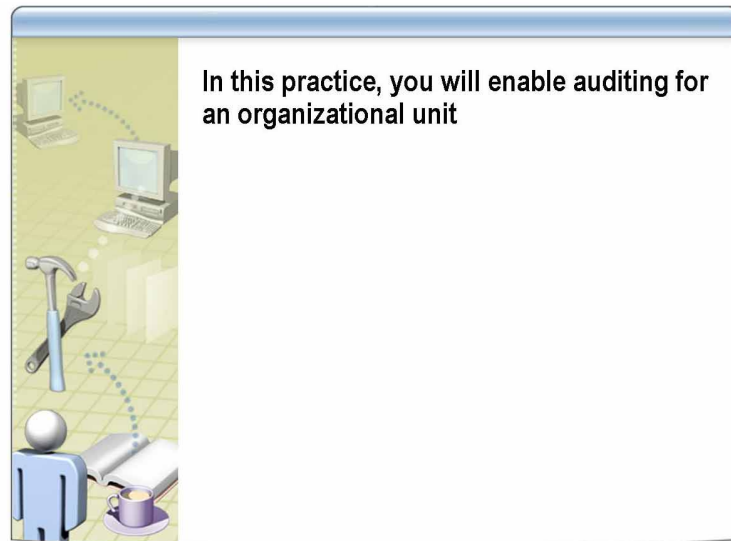 In this practice, you will enable auditing for
an organizational unit